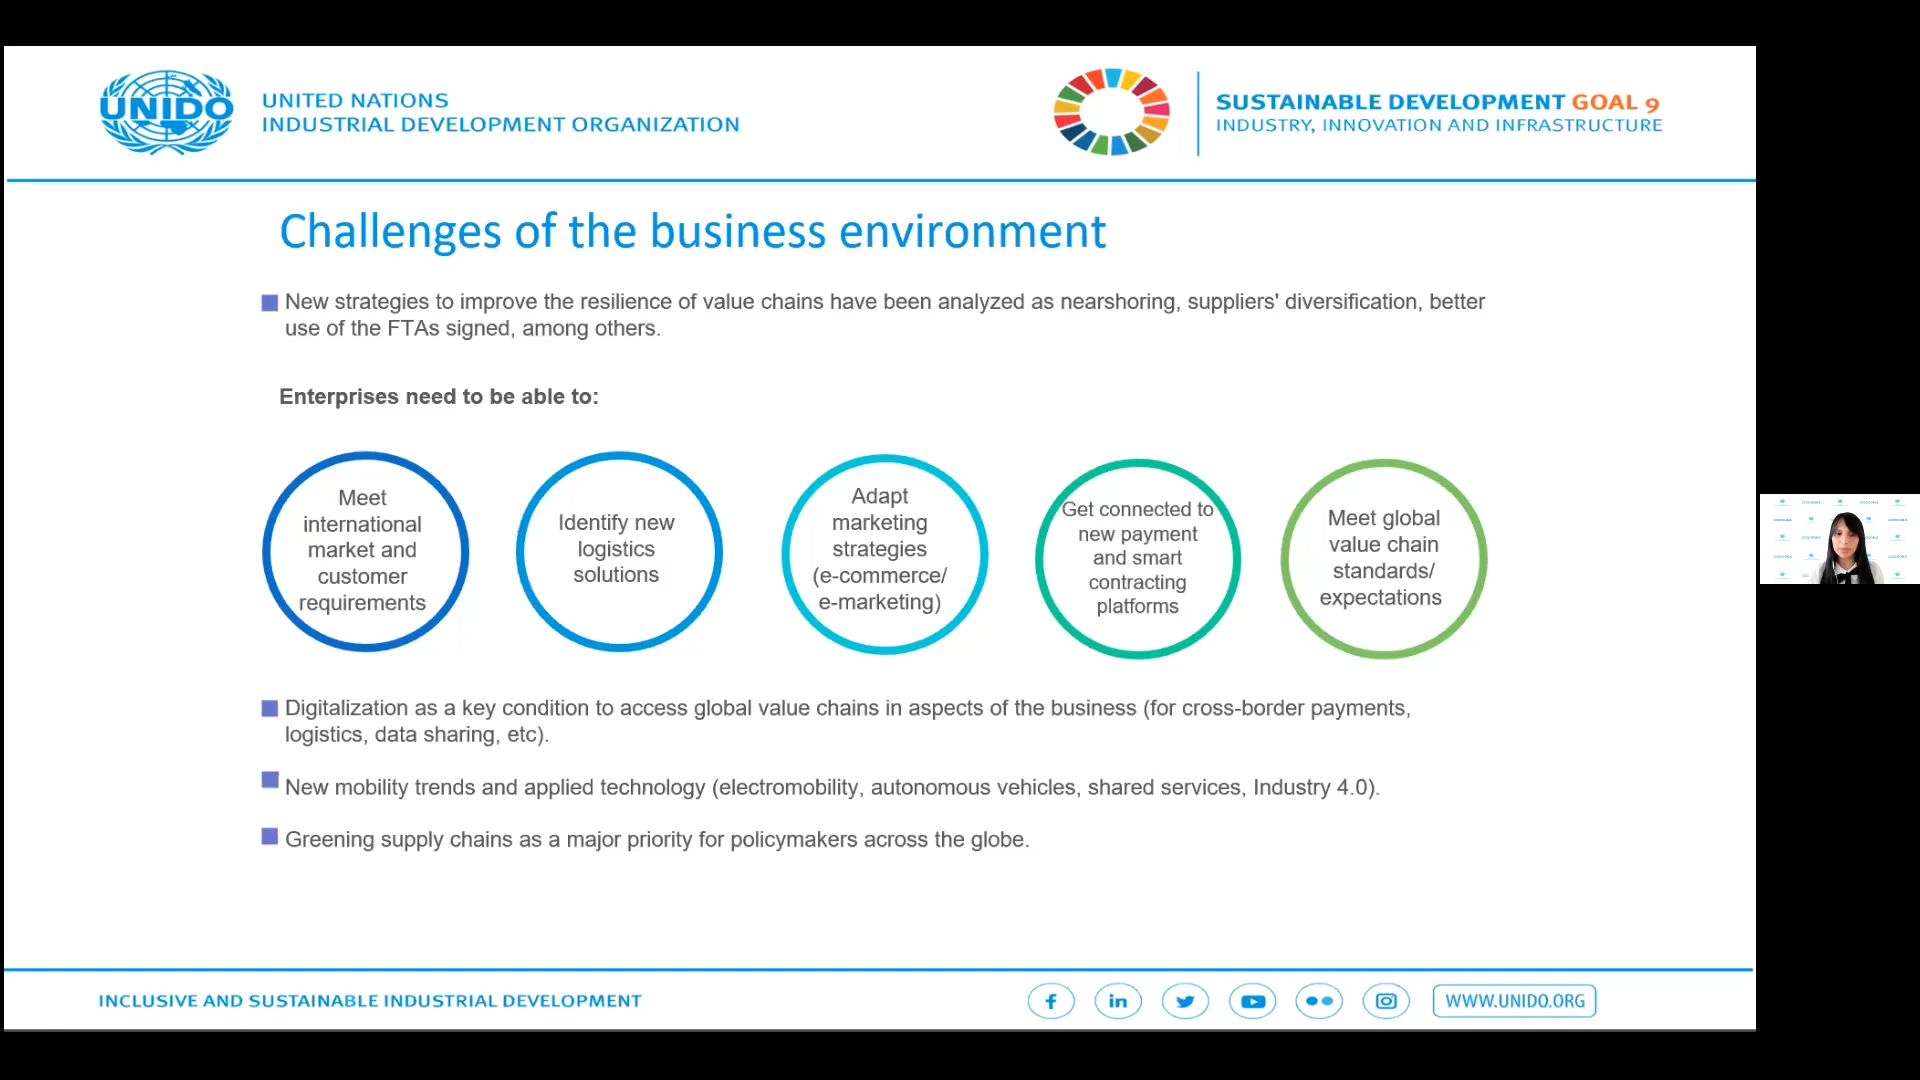 UNIDO
UNITED NATIONS
INDUSTRIAL DEVELOPMENT ORGANIZATION
SUSTAINABLE DEVELOPMENT GOAL 9
INDUSTRY, INNOVATION AND INFRASTRUCTURE
Challenges of the business environment
New strategies to improve the resilience of value chains have been analyzed as nearshoring, suppliers' diversification, better
use of the FTAs signed, among others.
Enterprises need to be able to:
Meet
international
market and
customer
requirements
Identify new
logistics
solutions
Adapt
marketing
strategies
(e-commerce/
e-marketing)
Get connected to
new payment
and smart
contracting
platforms
Meet global
value chain
standards/
expectations
Digitalization as a key condition to access global value chains in aspects of the business (for cross-border payments,
logistics, data sharing, etc).
New mobility trends and applied technology (electromobility, autonomous vehicles, shared services, Industry 4.0).
Greening supply chains as a major priority for policymakers across the globe.
INCLUSIVE AND SUSTAINABLE INDUSTRIAL DEVELOPMENT
WWW.UNIDO.ORG